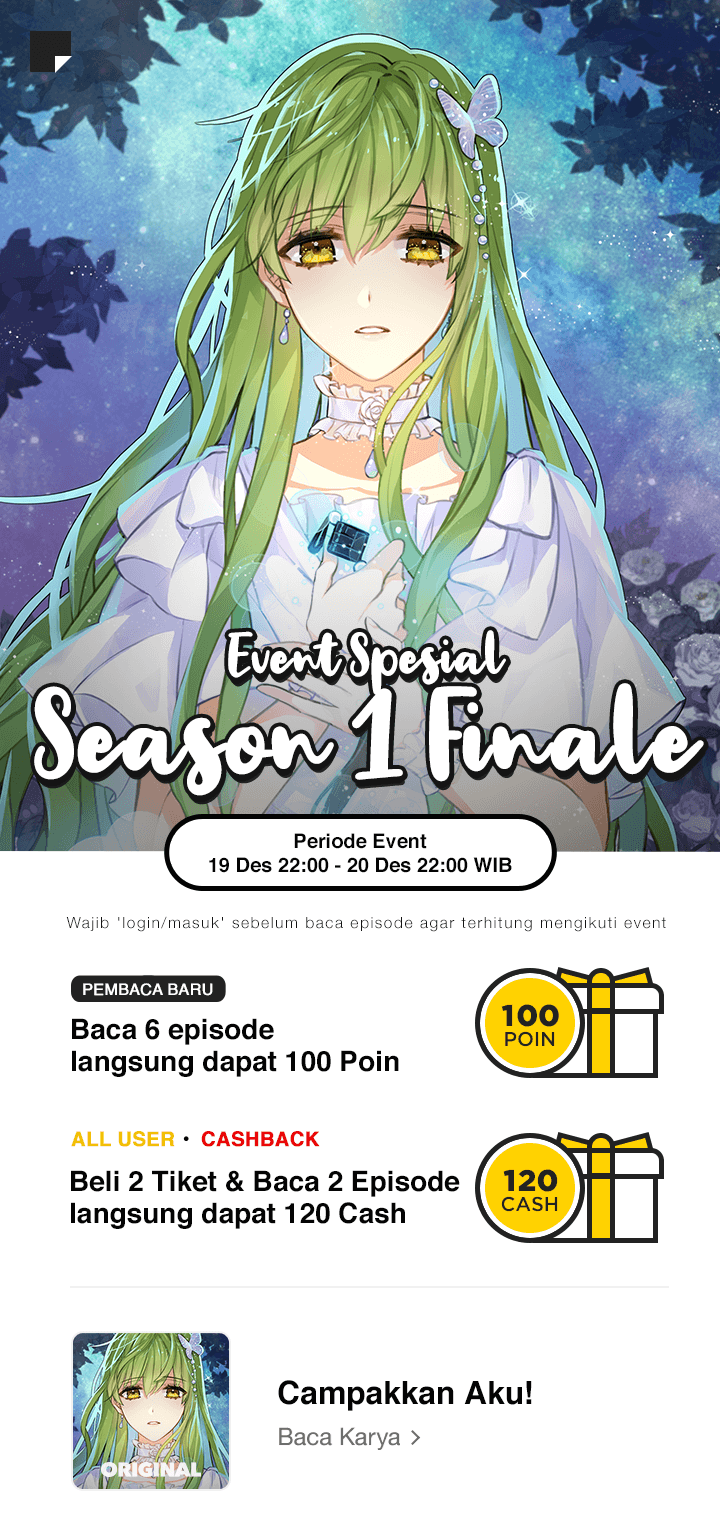 Event Spesial
Season 1 Finale
Periode Event
19 Des 22:00 - 20 Des 22:00 WIB
Wajib 'login/masuk' sebelum baca episode agar terhitung mengikuti event
PEMBACA BARU
Baca 6 episode
langsung dapat 100 Poin
100
POIN
ALL USER • CASHBACK
Beli 2 Tiket & Baca 2 Episode
langsung dapat 120 Cash
120
CASH
ORIGINAL
Campakkan Aku!
Baca Karya >